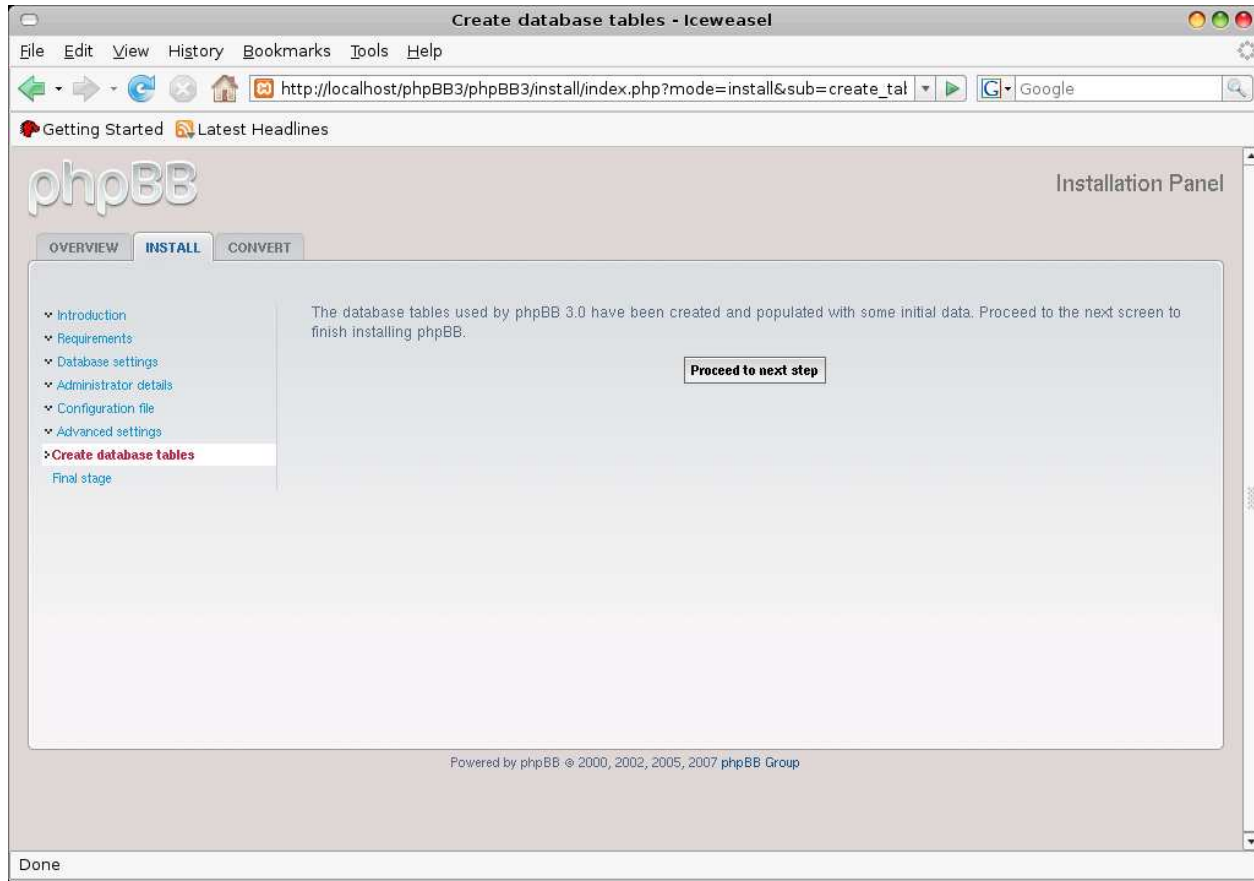 Create database tables - Iceweasel
File Edit View History Bookmarks Tools Help
http://localhost/phpBB3/phpBB3/install/index.php?mode=install&sub=create_tal G Google
Getting Started Latest Headlines
phpBB
Installation Panel
OVERVIEW INSTALL CONVERT
Introduction
Requirements
Database settings
Administrator details
Configuration file
Advanced settings
Create database tables
Final stage
The database tables used by phpBB 3.0 have been created and populated with some initial data. Proceed to the next screen to
finish installing phpBB.
Proceed to next step
Powered by phpBB © 2000, 2002, 2005, 2007 phpBB Group
Done